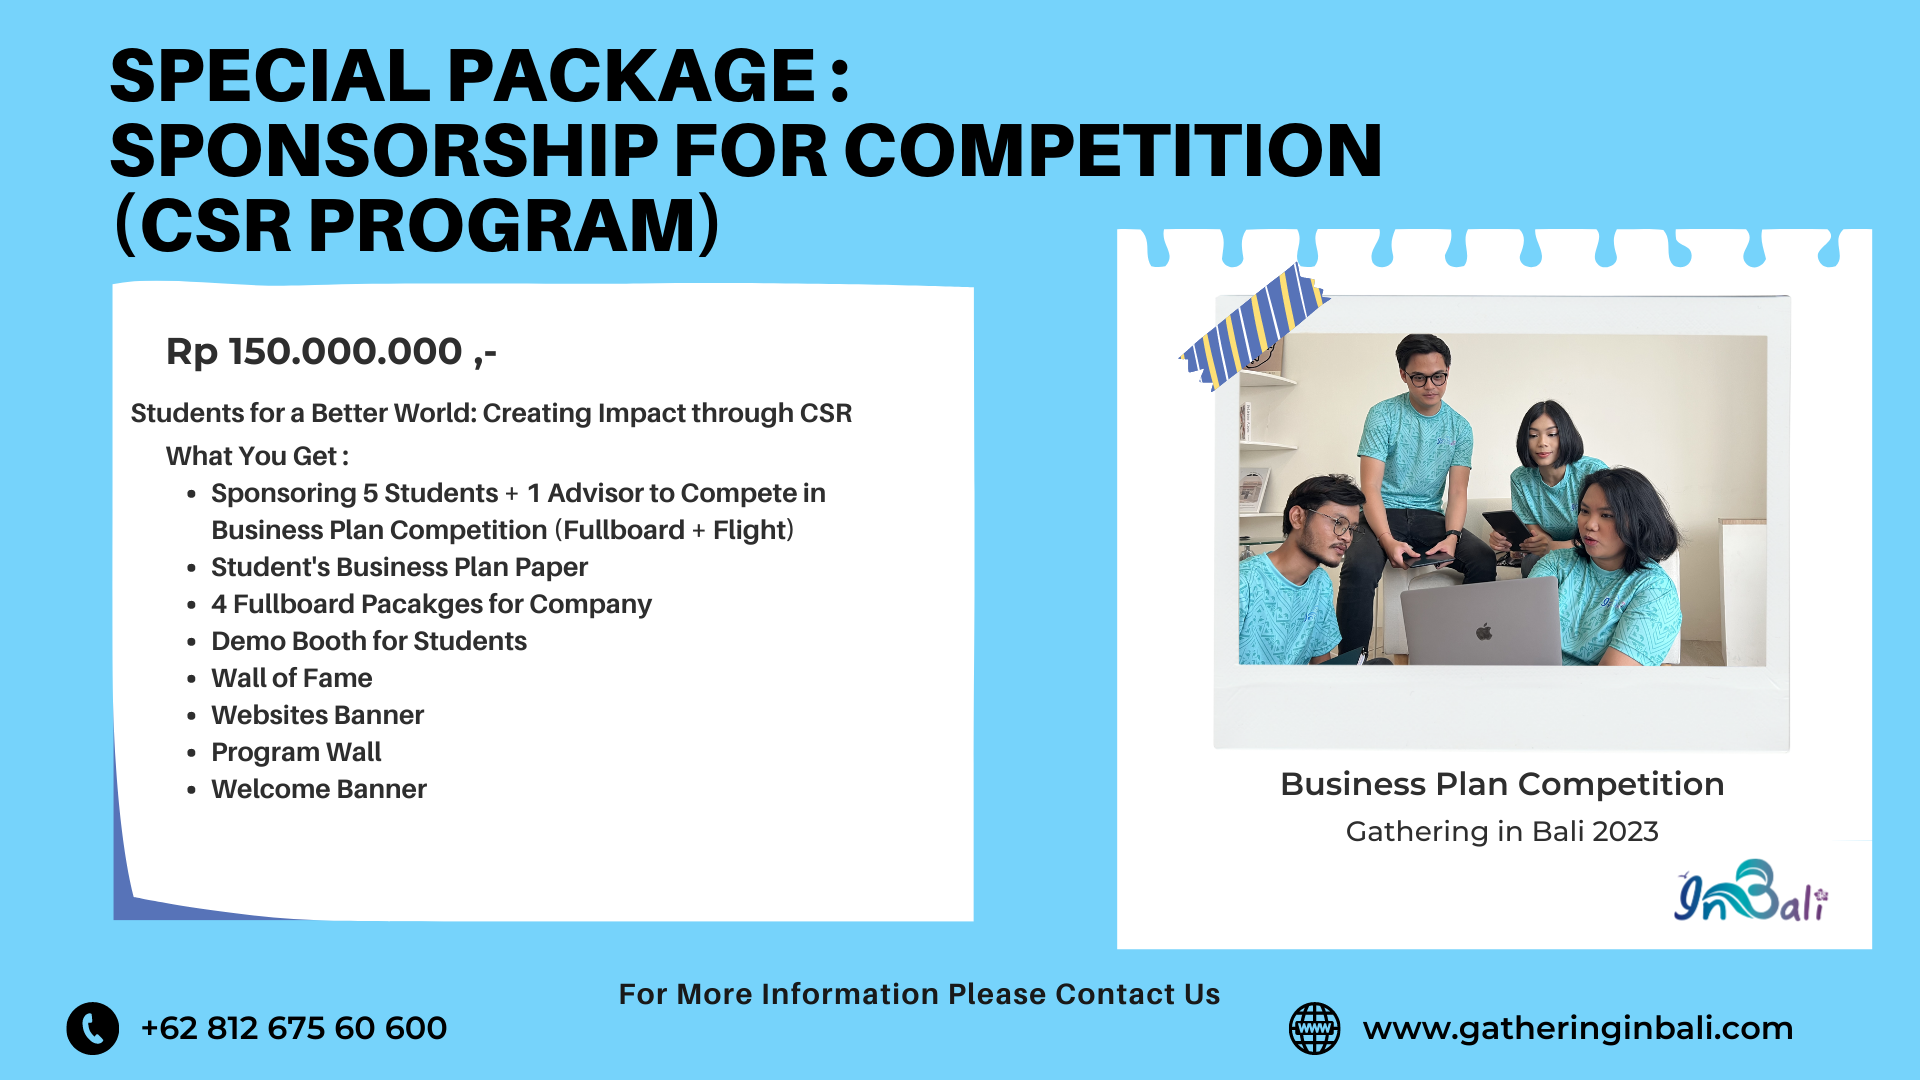 SPECIAL PACKAGE :
SPONSORSHIP FOR COMPETITION
(CSR PROGRAM)
Rp 150.000.000 ,-
Students for a Better World: Creating Impact through CSR
What You Get :
• Sponsoring 5 Students + 1 Advisor to Compete in
Business Plan Competition (Fullboard + Flight)
• Student's Business Plan Paper
• 4 Fullboard Pacakges for Company
• Demo Booth for Students
• Wall of Fame
• Websites Banner
• Program Wall
• Welcome Banner
Business Plan Competition
Gathering in Bali 2023
InBali
For More Information Please Contact Us
+62 812 675 60 600
WWW
www.gatheringinbali.com